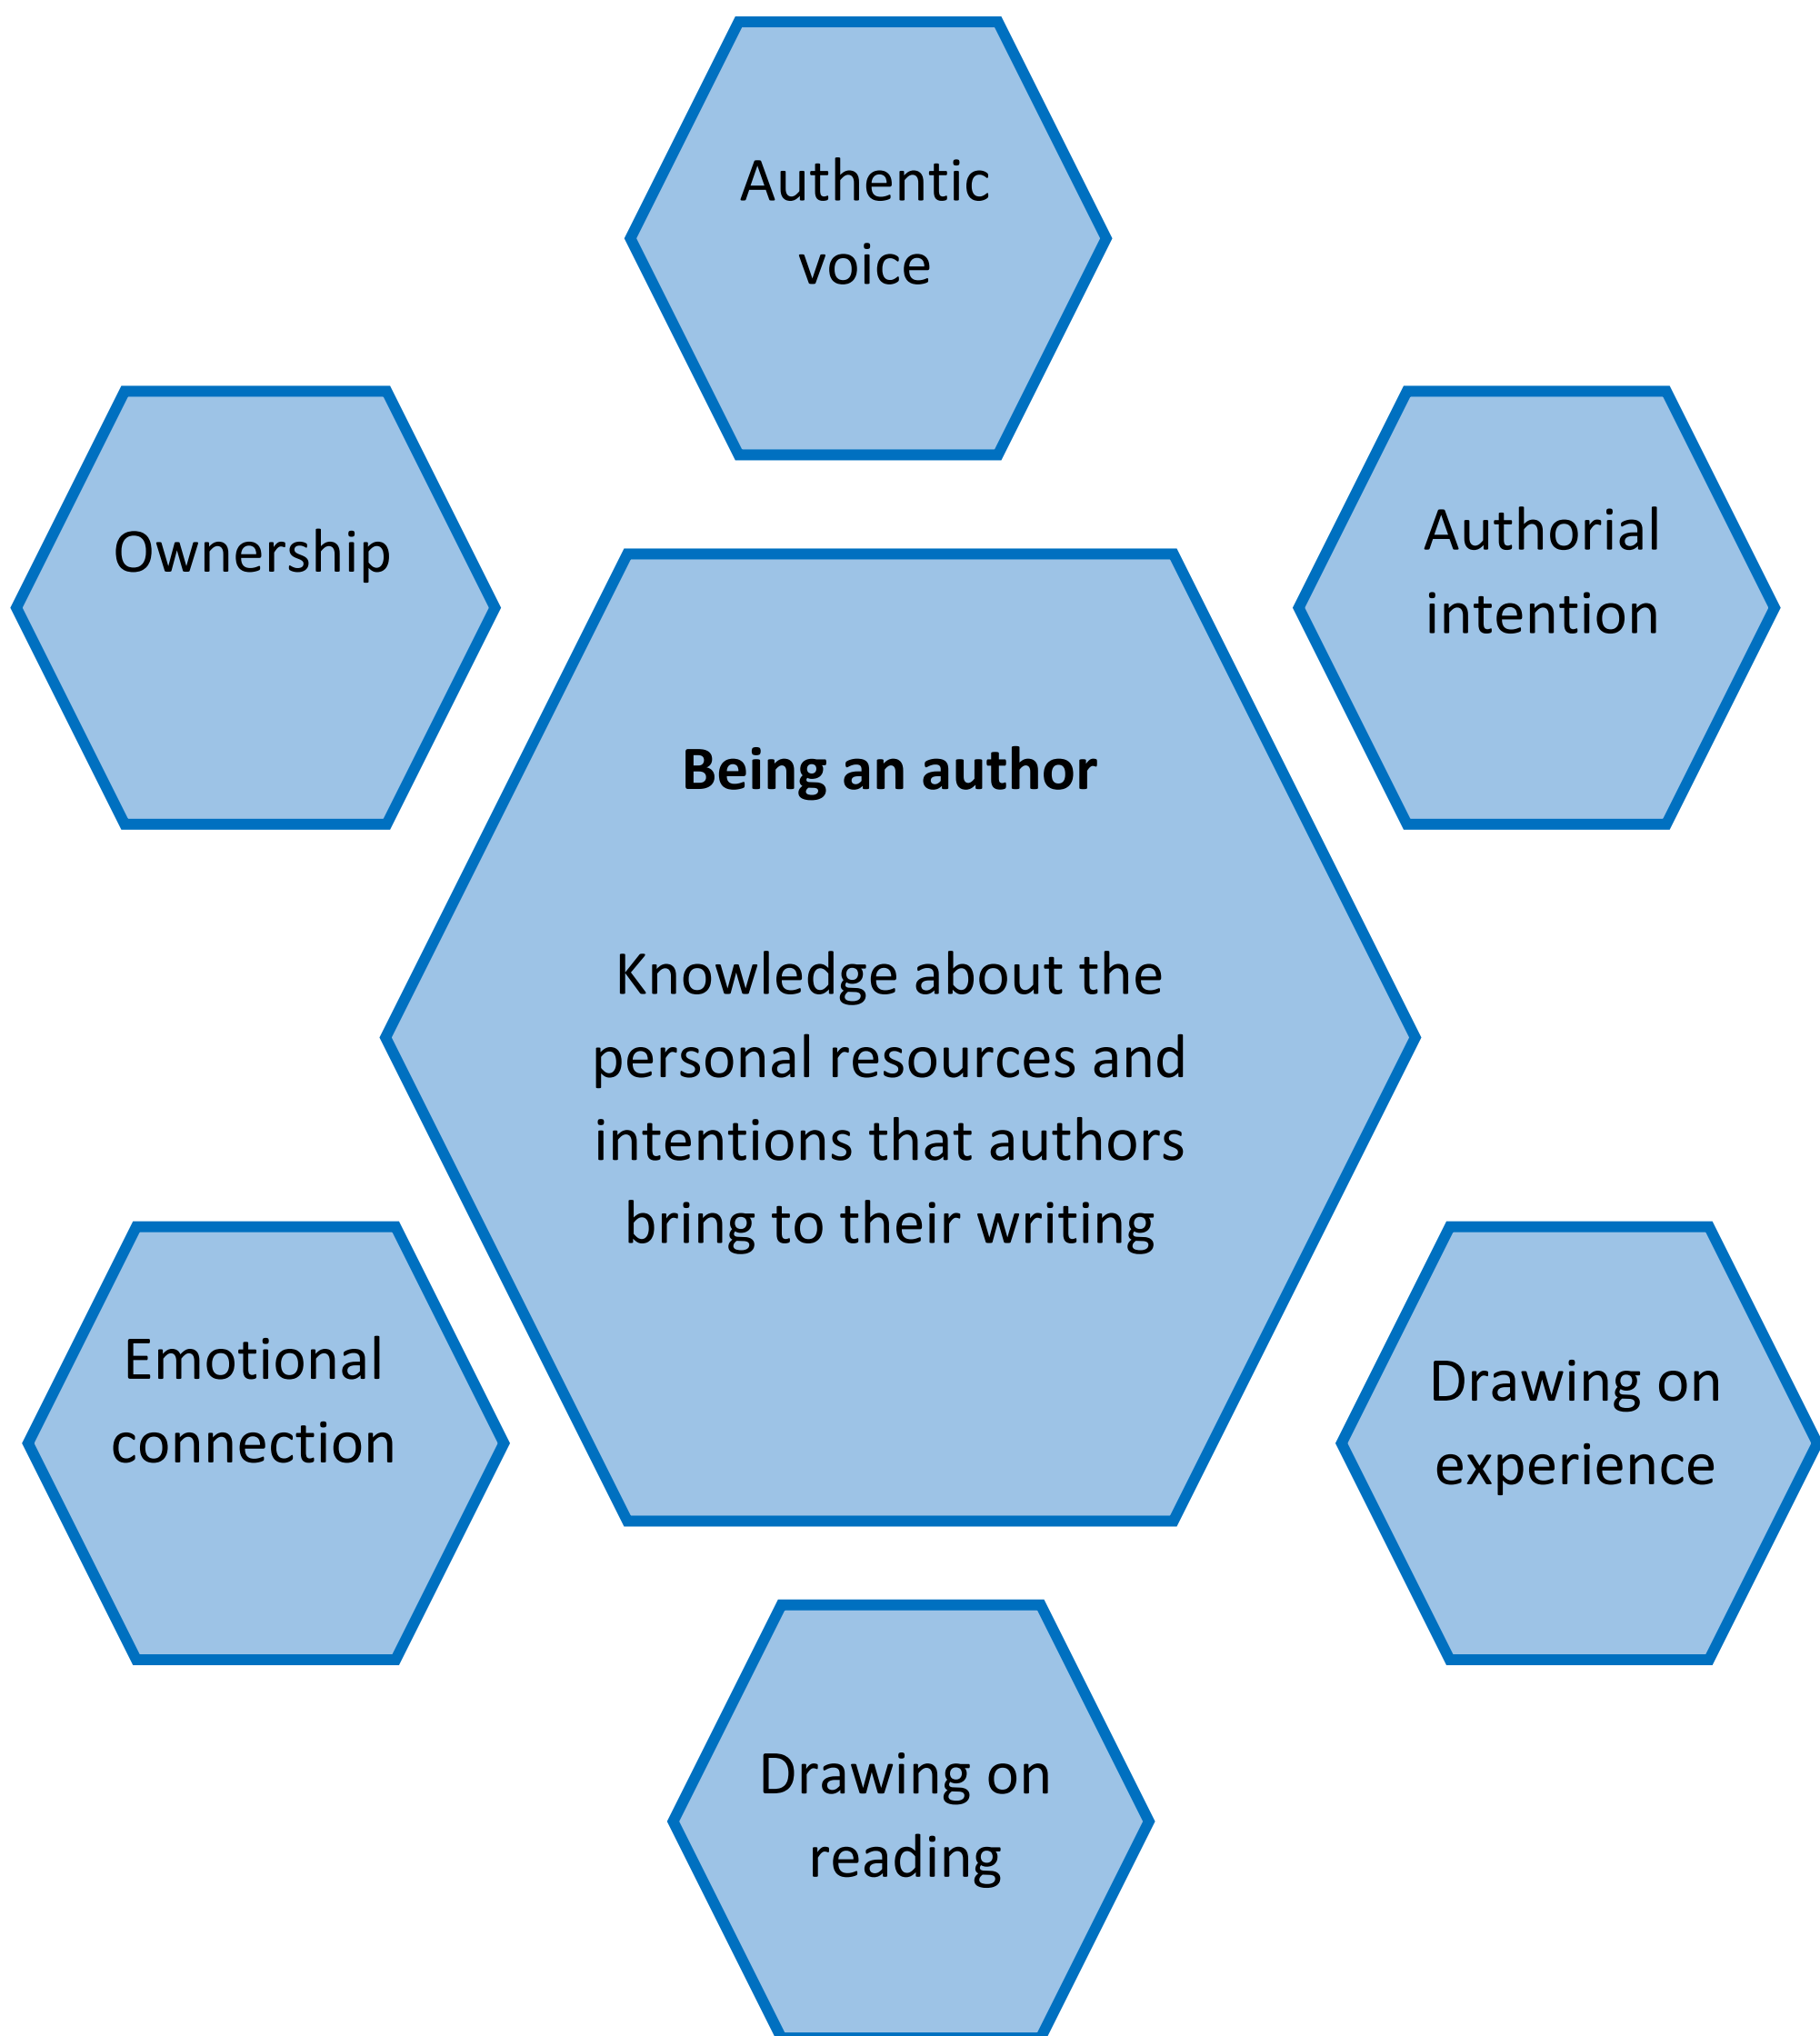 Authentic
voice
Ownership
Authorial
intention
Being an author
Knowledge about the
personal resources and
intentions that authors
bring to their writing
Emotional
connection
Drawing on
experience
Drawing on
reading